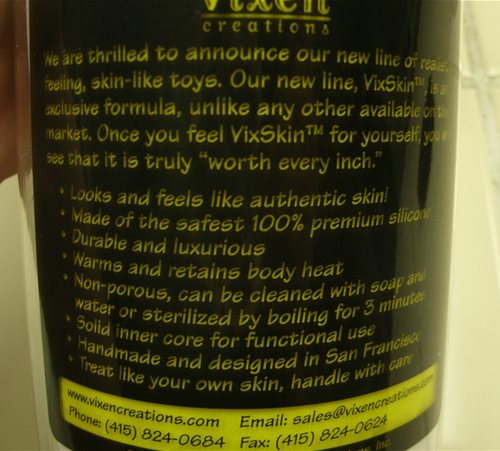 Vixen
creations
We are thrilled to announce our new line of
feeling, skin-like toys. Our new line, VixSkin™, is
exclusive formula, unlike any other available on
market. Once you feel VixSkin™ for yourself, you
see that it is truly "worth every inch."
• Looks and feels like authentic skin!
• Made of the safest 100% premium silicone
• Durable and luxurious
• Warms and retains body heat
• Non-porous, can be cleaned with soap and
water or sterilized by boiling for 3 minutes
• Solid inner core for functional use
• Handmade and designed in San Francisco
• Treat like your own skin, handle with care
www.vixencreations.com Email: sales@vixencreations.com
Phone: (415) 824-0684 Fax: (415) 824-0624
Inc.